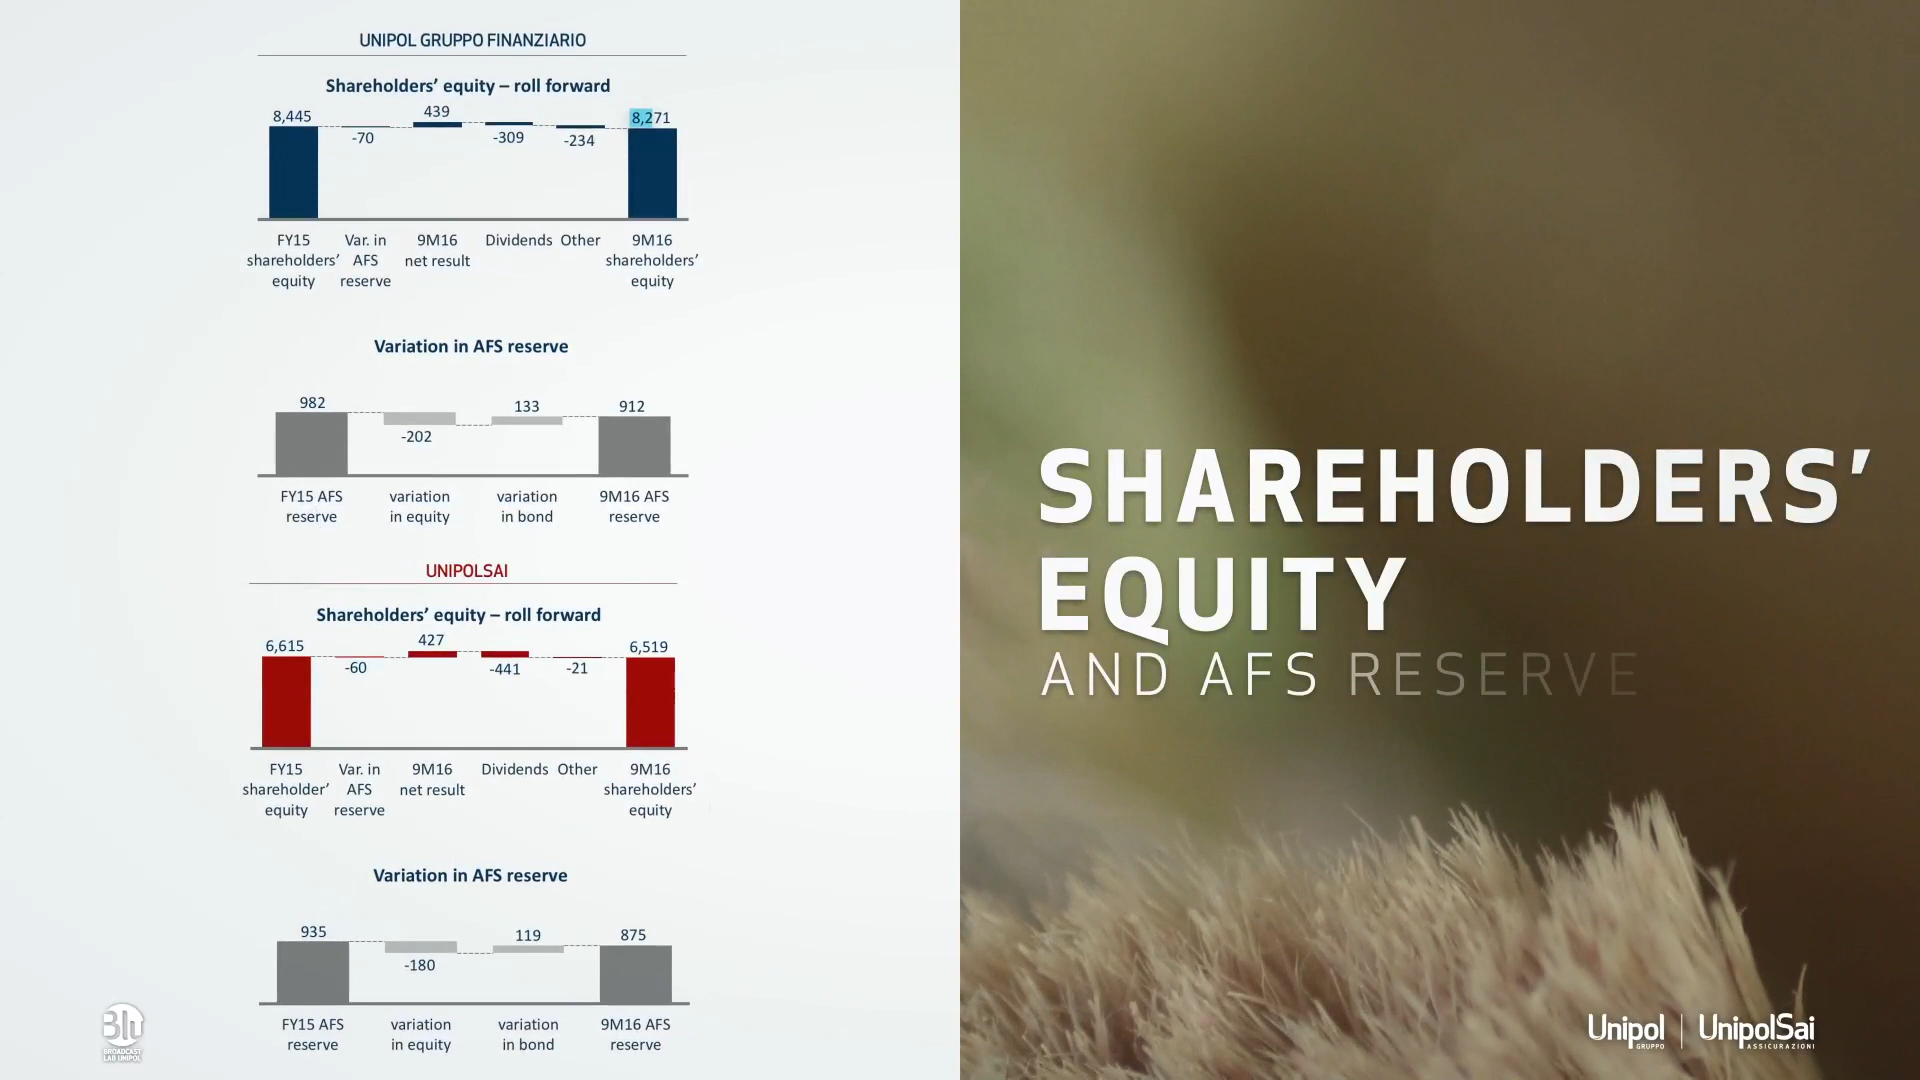 UNIPOL GRUPPO FINANZIARIO
Shareholders’ equity – roll forward
8,445
-70
439
-309
-234
8,271
FY15 shareholders’ equity
Var. in AFS reserve
9M16 net result
Dividends
Other
9M16 shareholders’ equity
Variation in AFS reserve
982
-202
133
912
FY15 AFS reserve
variation in equity
variation in bond
9M16 AFS reserve
UNIPOLSAI
Shareholders’ equity – roll forward
6,615
-60
427
-441
-21
6,519
FY15 shareholder’ equity
Var. in AFS reserve
9M16 net result
Dividends
Other
9M16 shareholders’ equity
Variation in AFS reserve
935
-180
119
875
FY15 AFS reserve
variation in equity
variation in bond
9M16 AFS reserve
BROADCAST
LAB UNIPOL
SHAREHOLDERS’
EQUITY
AND AFS RESERVE
Unipol
GRUPPO
UnipolSai
ASSICURAZIONI